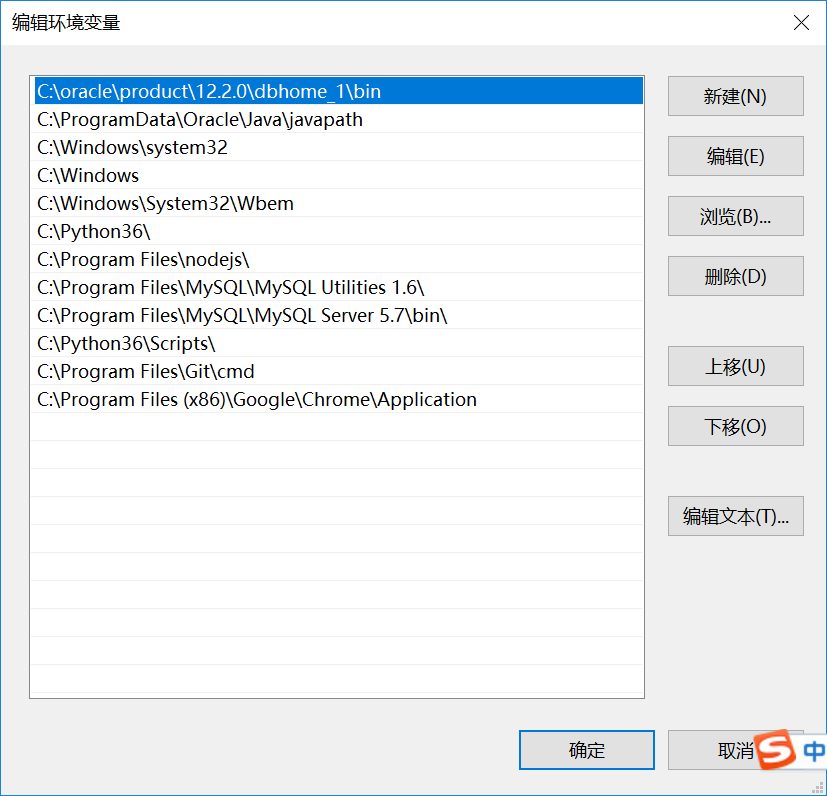 编辑环境变量
C:\oracle\product\12.2.0\dbhome_1\bin
C:\ProgramData\Oracle\Java\javapath
C:\Windows\system32
C:\Windows
C:\Windows\System32\Wbem
C:\Python36\
C:\Program Files\nodejs\
C:\Program Files\MySQL\MySQL Utilities 1.6\
C:\Program Files\MySQL\MySQL Server 5.7\bin\
C:\Python36\Scripts\
C:\Program Files\Git\cmd
C:\Program Files (x86)\Google\Chrome\Application
新建(N)
编辑(E)
浏览(B)...
删除(D)
上移(U)
下移(O)
编辑文本(T)...
确定
取消
S中